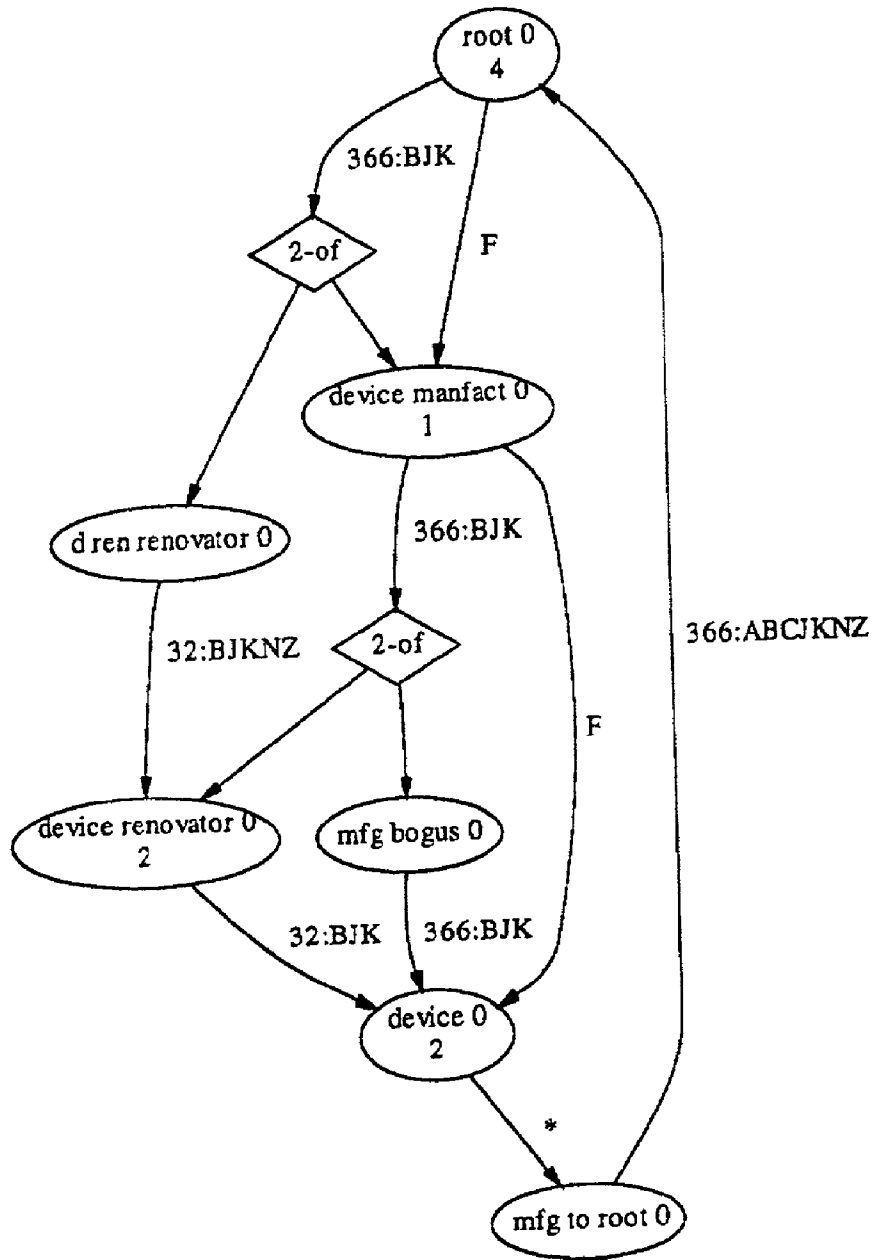 root 0
4
366:BJK
2-of
F
device manfact 0
1
366:BJK
d ren renovator 0
2-of
32:BJKNZ
366:ABCJKNZ
F
device renovator 0
2
mfg bogus 0
32:BJK
366:BJK
device 0
2
*
mfg to root 0